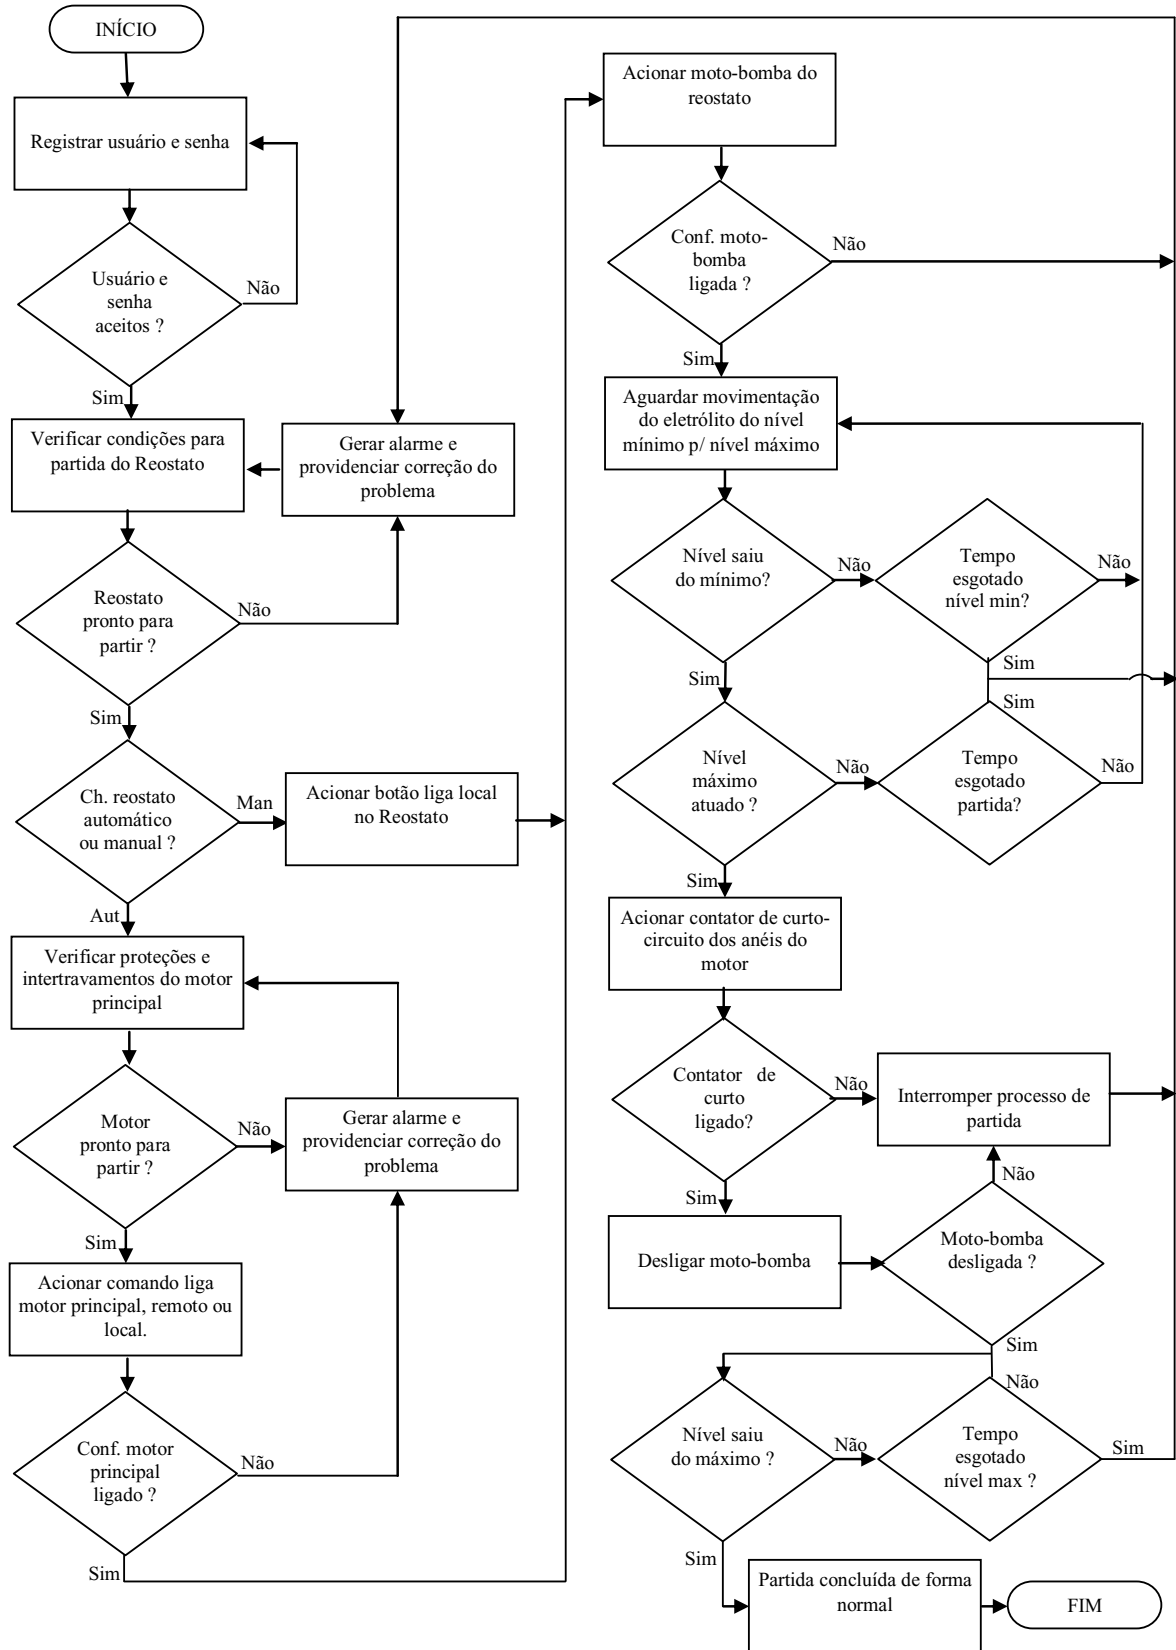 INÍCIO
Registrar usuário e senha
Usuário e
senha
aceitos ?
Não
Sim
Verificar condições para
partida do Reostato
Gerar alarme e
providenciar correção do
problema
Reostato
pronto para
partir ?
Não
Sim
Ch. reostato
automático
ou manual ?
Man
Acionar botão liga local
no Reostato
Aut
Verificar proteções e
intertravamentos do motor
principal
Motor
pronto para
partir ?
Não
Gerar alarme e
providenciar correção do
problema
Sim
Acionar comando liga
motor principal, remoto ou
local.
Conf. motor
principal
ligado ?
Não
Sim
Acionar moto-bomba do
reostato
Conf. moto-
bomba
ligada ?
Não
Sim
Aguardar movimentação
do eletrólito do nível
mínimo p/ nível máximo
Nível saiu
do mínimo?
Não
Tempo
esgotado
nível min?
Não
Sim
Sim
Sim
Nível
máximo
atuado ?
Não
Tempo
esgotado
partida?
Não
Sim
Acionar contator de curto-
circuito dos anéis do
motor
Contator de
curto
ligado?
Não
Interromper processo de
partida
Sim
Não
Desligar moto-bomba
Moto-bomba
desligada ?
Sim
Não
Nível saiu
do máximo ?
Não
Tempo
esgotado
nível max ?
Sim
Sim
Partida concluída de forma
normal
FIM